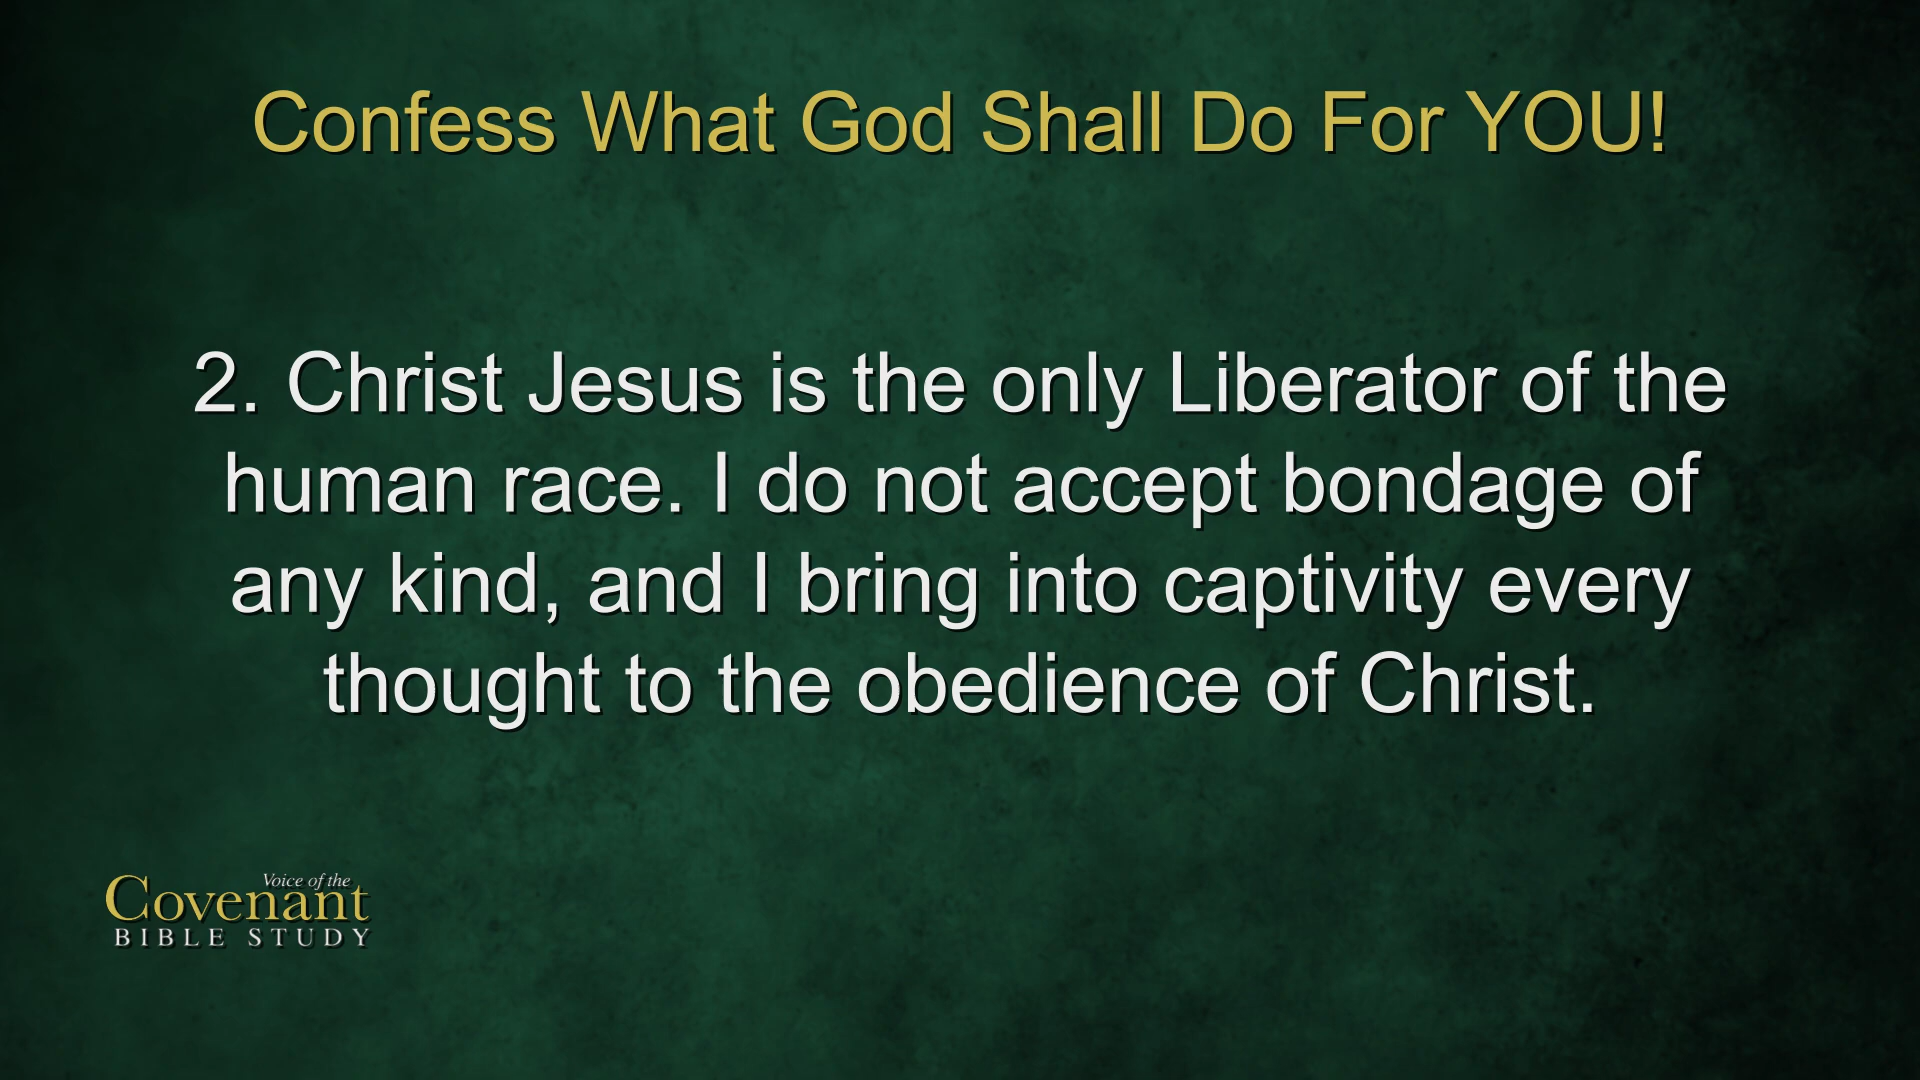 Confess What God Shall Do For YOU!
2. Christ Jesus is the only Liberator of the
human race. I do not accept bondage of
any kind, and I bring into captivity every
thought to the obedience of Christ.
Voice of the
Covenant
BIBLE STUDY